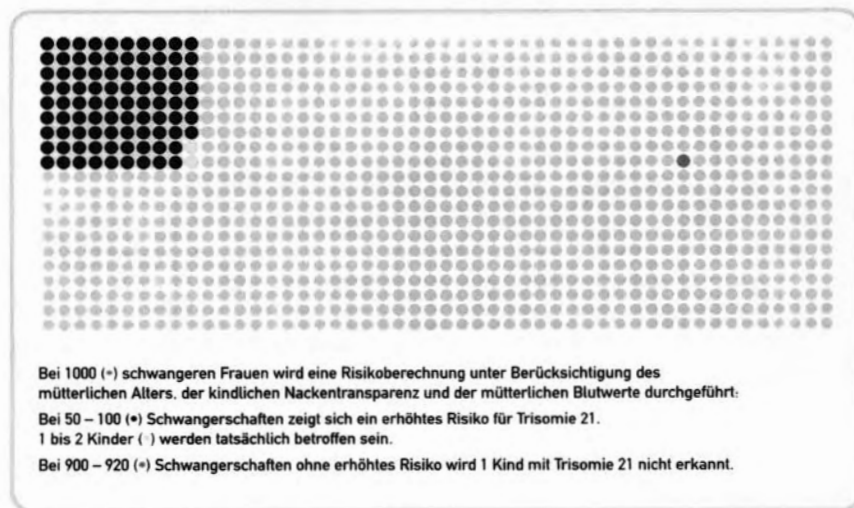 Bei 1000 (•) schwangeren Frauen wird eine Risikoberechnung unter Berücksichtigung des
mütterlichen Alters, der kindlichen Nackentransparenz und der mütterlichen Blutwerte durchgeführt:
Bei 50 – 100 (•) Schwangerschaften zeigt sich ein erhöhtes Risiko für Trisomie 21.
1 bis 2 Kinder (•) werden tatsächlich betroffen sein.
Bei 900 – 920 (•) Schwangerschaften ohne erhöhtes Risiko wird 1 Kind mit Trisomie 21 nicht erkannt.